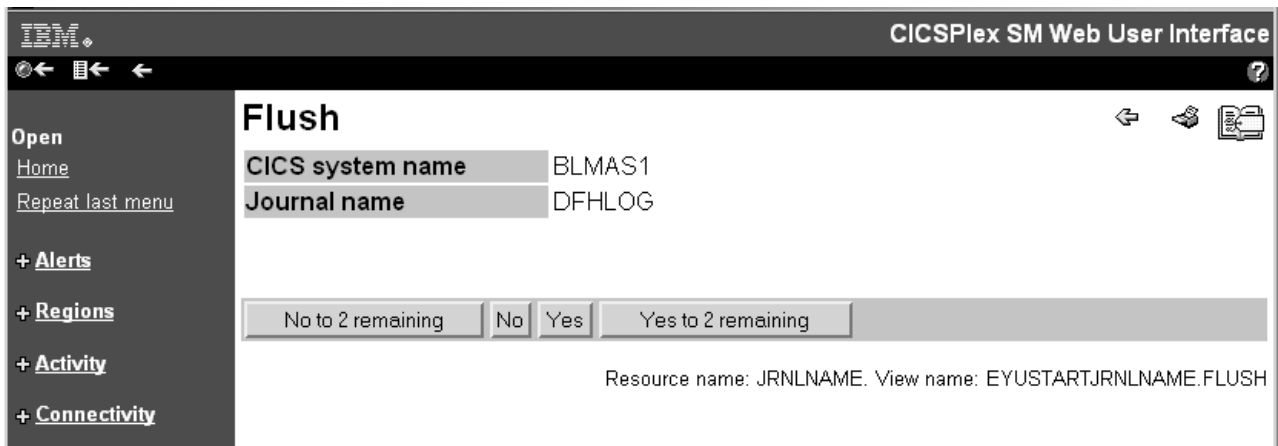 IBM.
CICSPlex SM Web User Interface
?
Open
Home
Repeat last menu
+ Alerts
+ Regions
+ Activity
+ Connectivity
Flush
CICS system name BLMAS1
Journal name DFHLOG
No to 2 remaining No Yes Yes to 2 remaining
Resource name: JRNLNAME. View name: EYUSTARTJRNLNAME.FLUSH